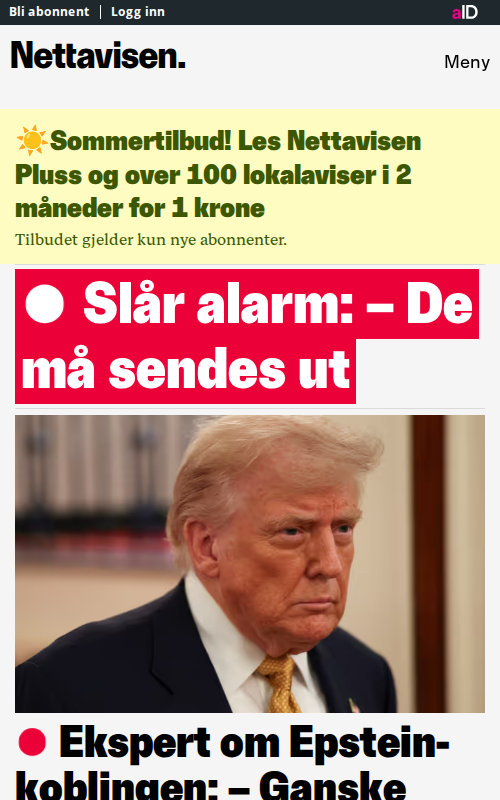 Bli abonnent | Logg inn
aID
Nettavisen.
Meny
☀️Sommertilbud! Les Nettavisen
Pluss og over 100 lokalaviser i 2
måneder for 1 krone
Tilbudet gjelder kun nye abonnenter.
Slår alarm: – De
må sendes ut
Ekspert om Epstein-
koblingen: – Ganske